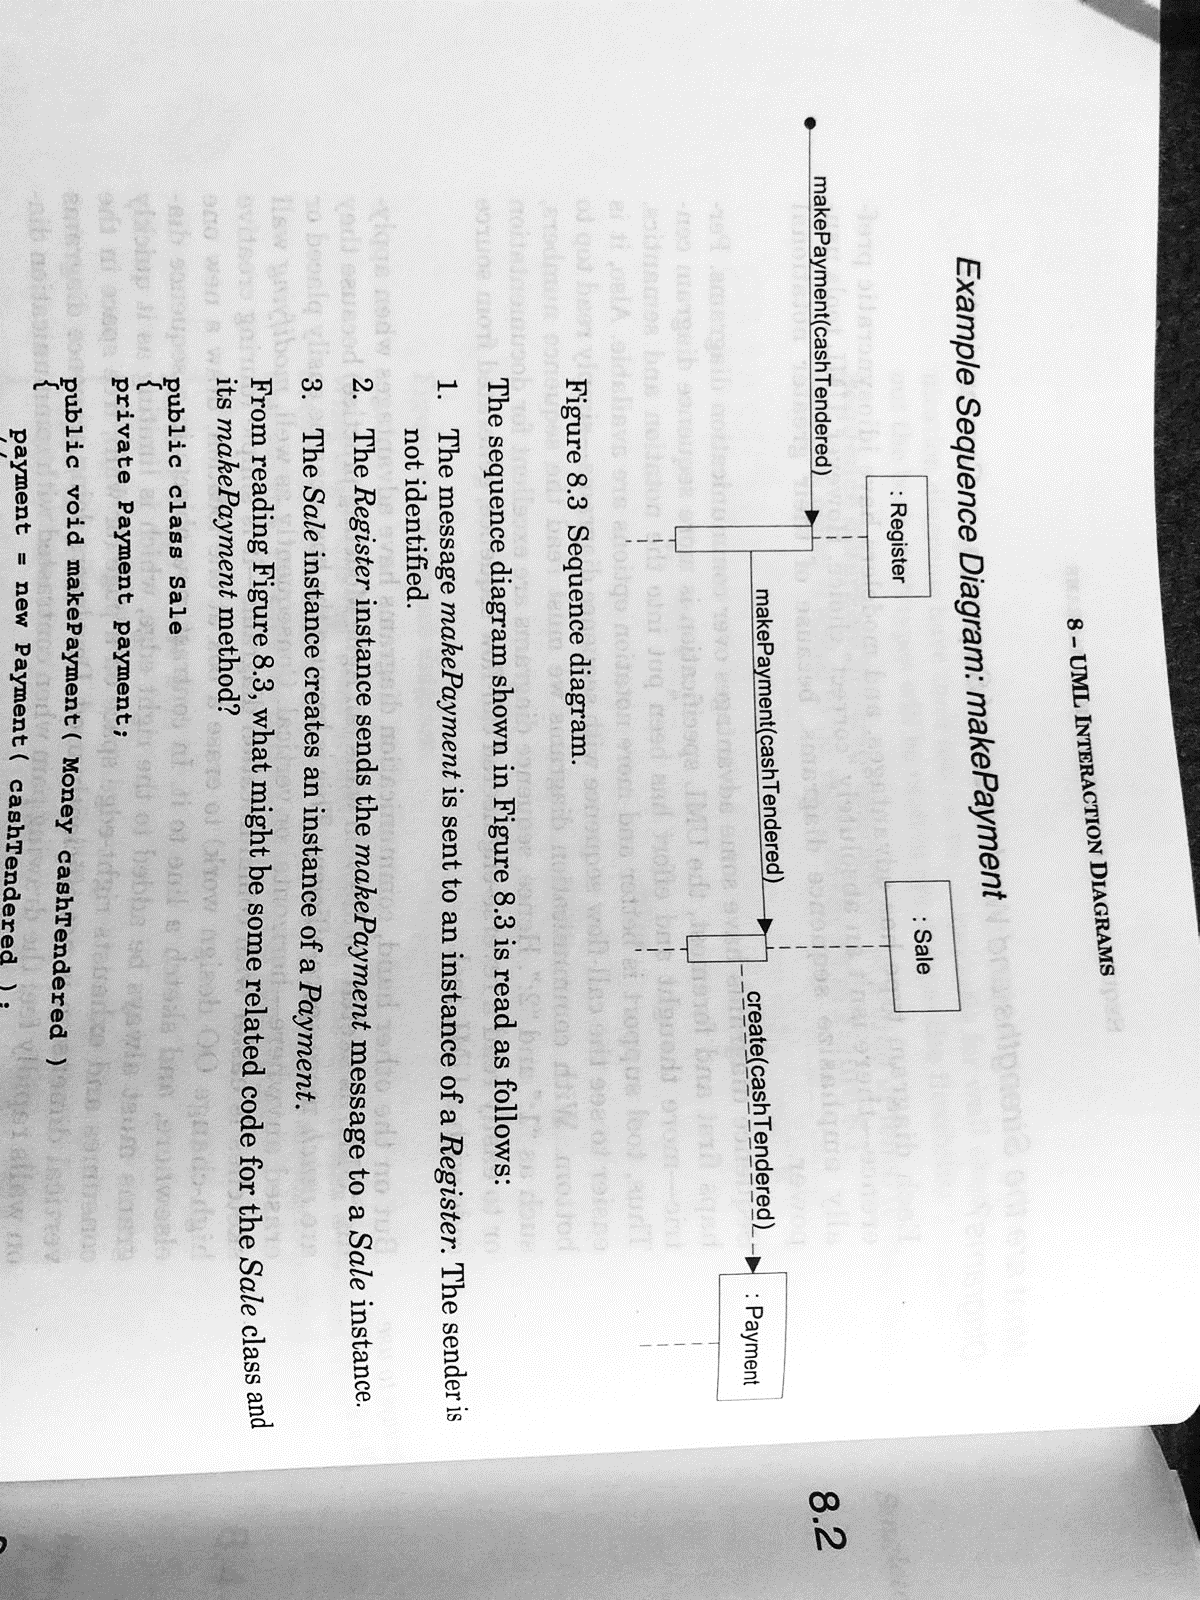 8 – UML INTERACTION DIAGRAMS
Example Sequence Diagram: makePayment
: Register
: Sale
makePayment(cashTendered)
makePayment(cashTendered)
create(cashTendered)
: Payment
Figure 8.3 Sequence diagram.
The sequence diagram shown in Figure 8.3 is read as follows:
1. The message makePayment is sent to an instance of a Register. The sender is
not identified.
2. The Register instance sends the makePayment message to a Sale instance.
3. The Sale instance creates an instance of a Payment.
From reading Figure 8.3, what might be some related code for the Sale class and
its makePayment method?
public class Sale
{
private Payment payment;
public void makePayment( Money cashTendered )
{
payment = new Payment( cashTendered );
8.2